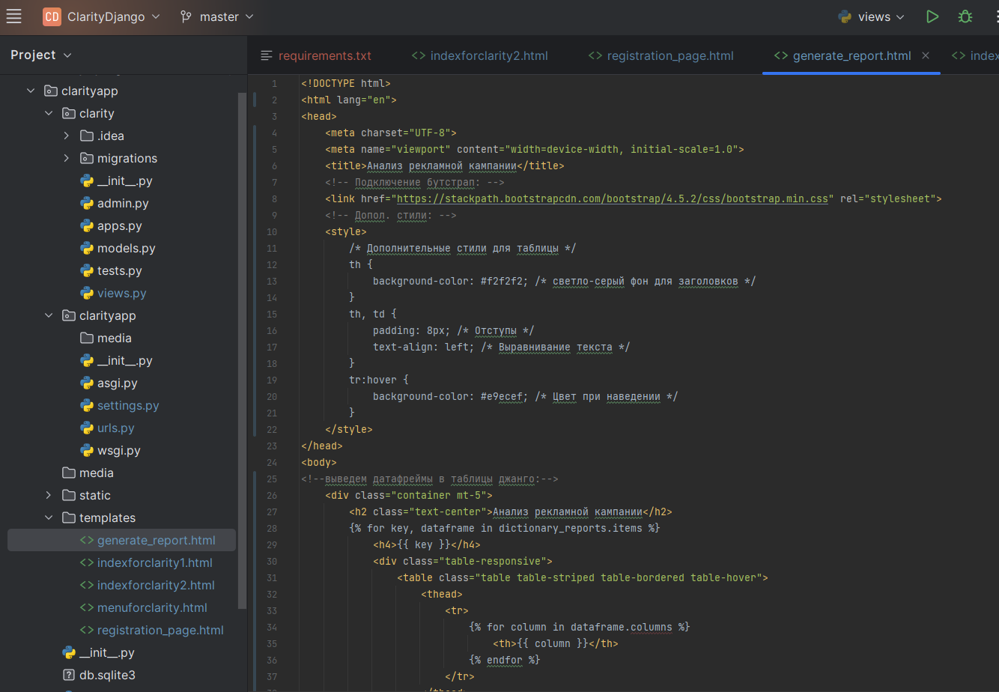 CD ClarityDjango master views
Project
requirements.txt indexforclarity2.html registration_page.html generate_report.html index
clarityapp
clarity
.idea
migrations
__init__.py
admin.py
apps.py
models.py
tests.py
views.py
clarityapp
media
__init__.py
asgi.py
settings.py
urls.py
wsgi.py
media
static
templates
generate_report.html
indexforclarity1.html
indexforclarity2.html
menuforclarity.html
registration_page.html
__init__.py
db.sqlite3
1 <!DOCTYPE html>
2 <html lang="en">
3 <head>
4 <meta charset="UTF-8">
5 <meta name="viewport" content="width=device-width, initial-scale=1.0">
6 <title>Анализ рекламной кампании</title>
7 <!-- Подключение бутстрап: -->
8 <link href="https://stackpath.bootstrapcdn.com/bootstrap/4.5.2/css/bootstrap.min.css" rel="stylesheet">
9 <!-- Допол. стили: -->
10 <style>
11 /* Дополнительные стили для таблицы */
12 th {
13 background-color: #f2f2f2; /* светло-серый фон для заголовков */
14 }
15 th, td {
16 padding: 8px; /* Отступы */
17 text-align: left; /* Выравнивание текста */
18 }
19 tr:hover {
20 background-color: #e9ecef; /* Цвет при наведении */
21 }
22 </style>
23 </head>
24 <body>
25 <!--выведем датафреймы в таблицы джанго:-->
26 <div class="container mt-5">
27 <h2 class="text-center">Анализ рекламной кампании</h2>
28 {% for key, dataframe in dictionary_reports.items %}
29 <h4>{{ key }}</h4>
30 <div class="table-responsive">
31 <table class="table table-striped table-bordered table-hover">
32 <thead>
33 <tr>
34 {% for column in dataframe.columns %}
35 <th>{{ column }}</th>
36 {% endfor %}
37 </tr>